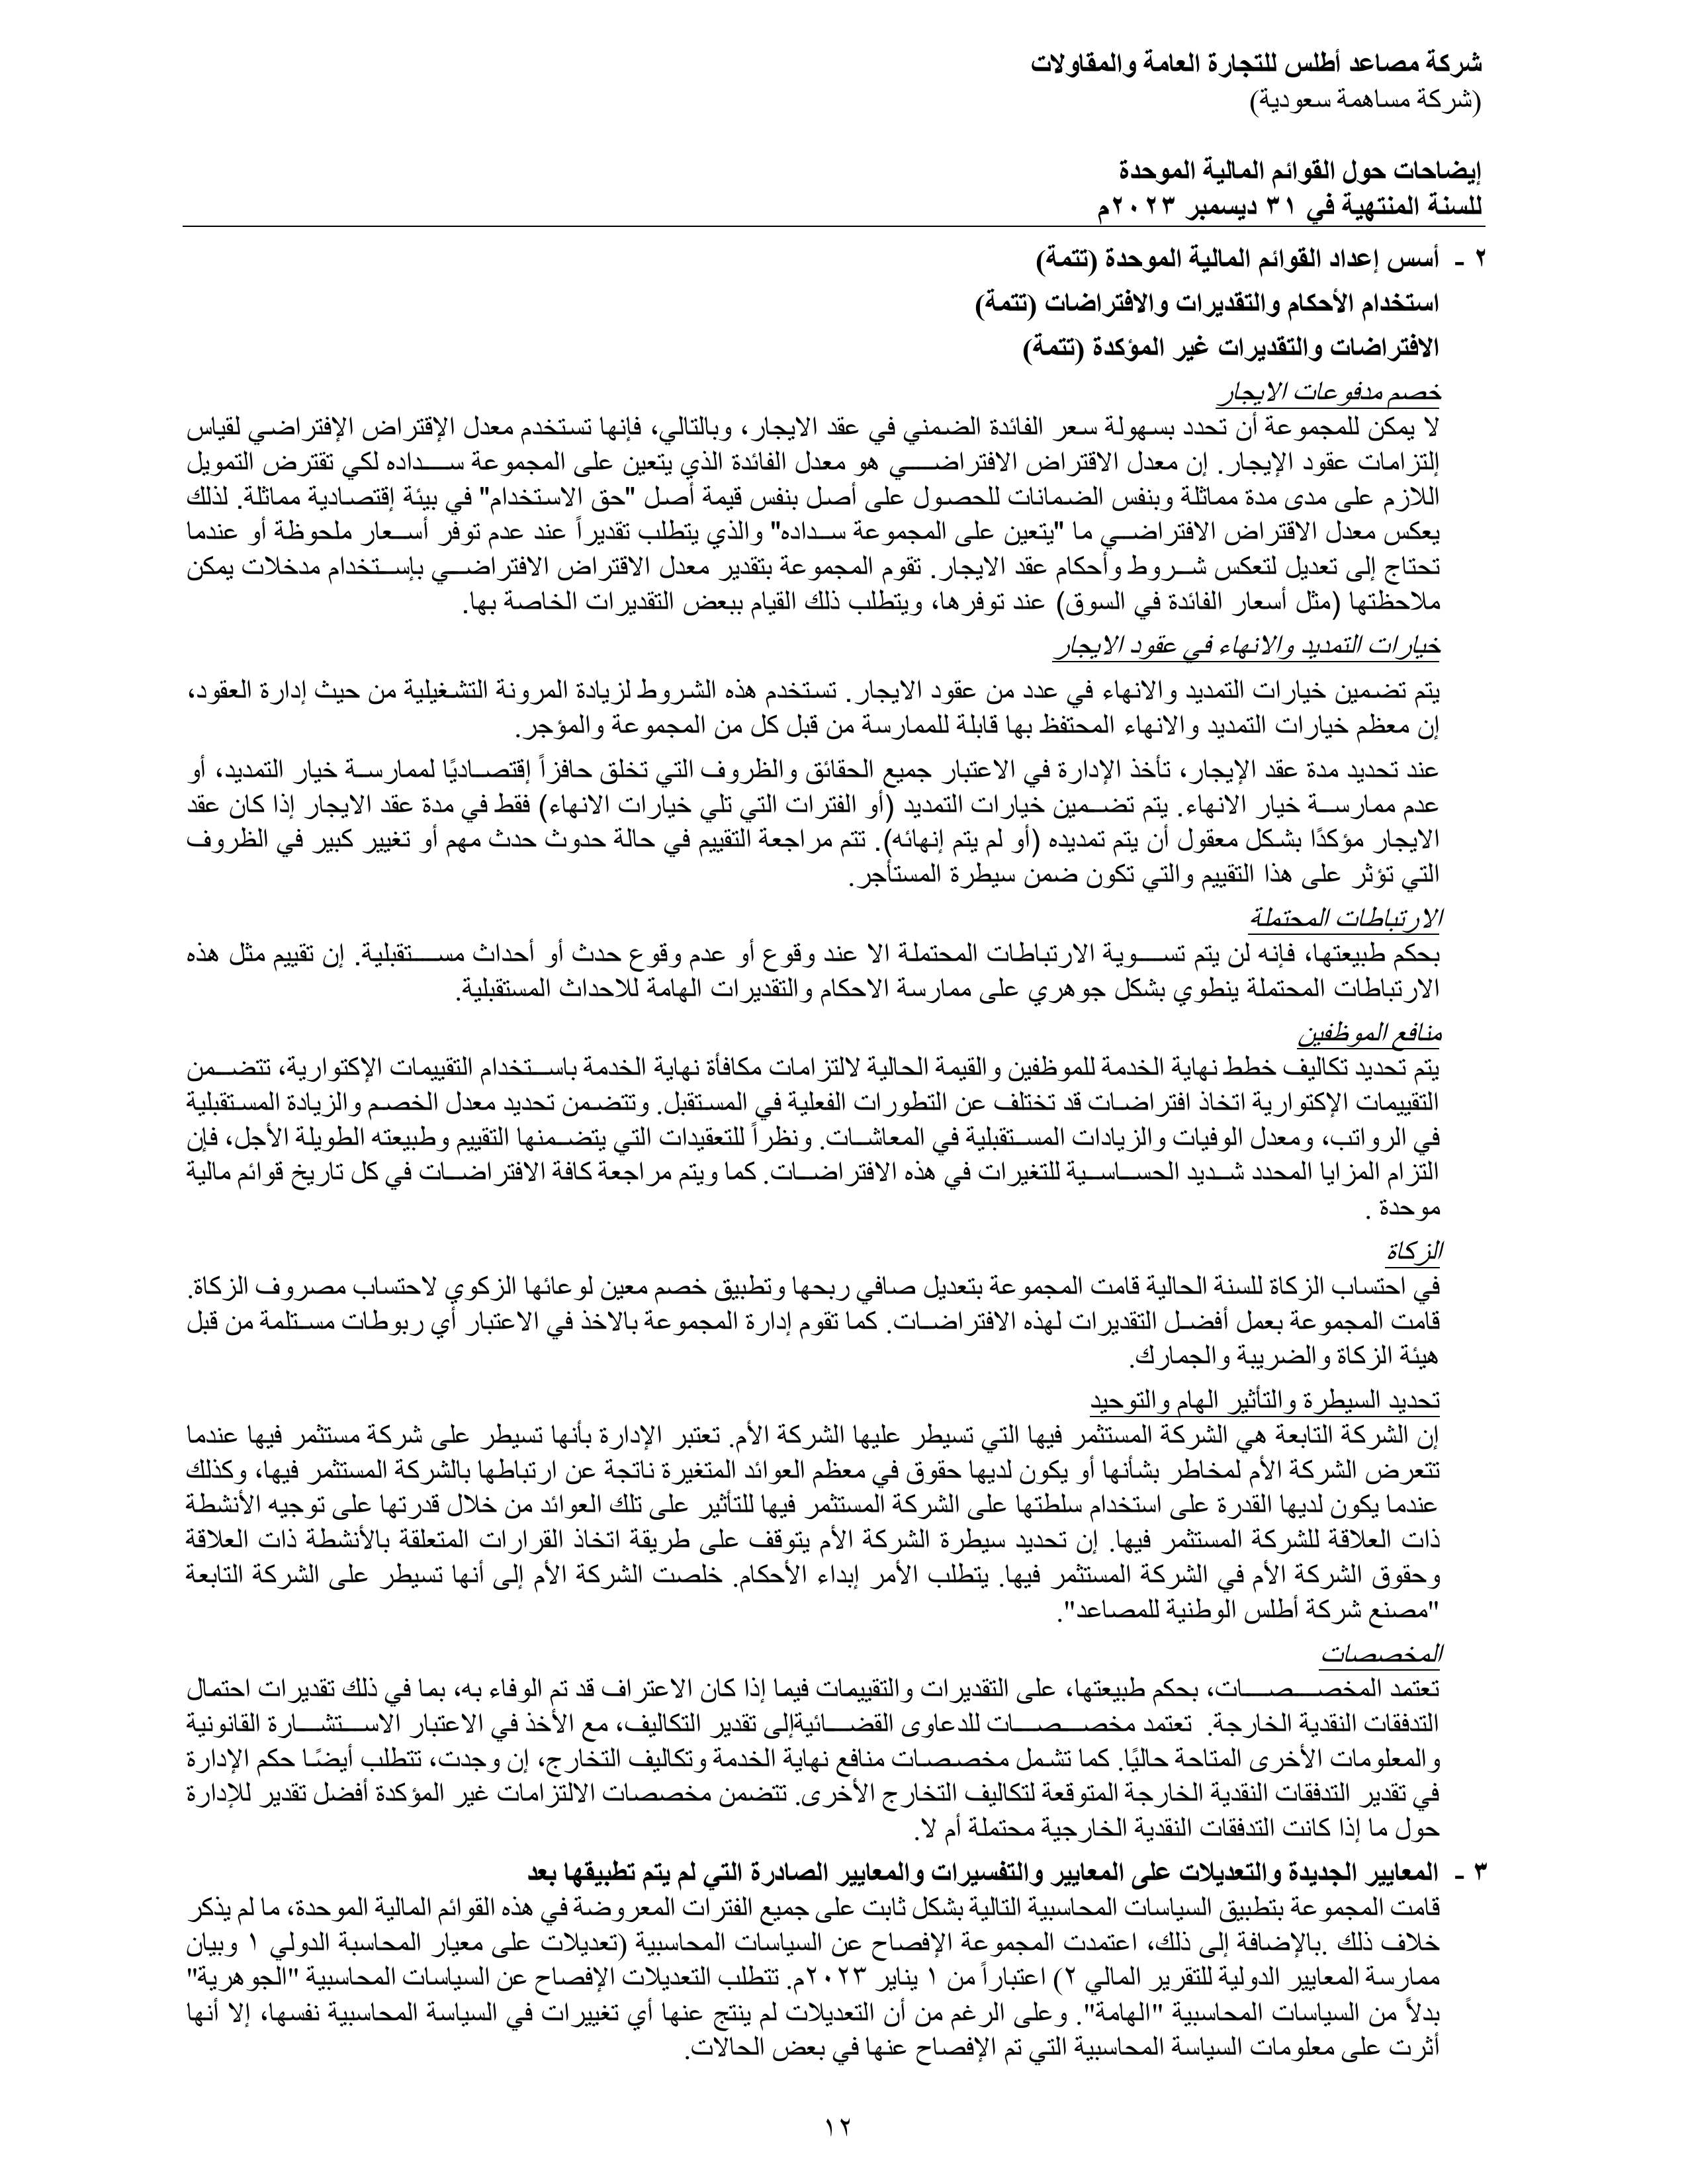 شركة مصاعد أطلس للتجارة العامة والمقاولات
(شركة مساهمة سعودية)
إيضاحات حول القوائم المالية الموحدة
للسنة المنتهية في ٣١ ديسمبر ٢٠٢٣م
٢ - أسس إعداد القوائم المالية الموحدة (تتمة)
استخدام الأحكام والتقديرات والافتراضات (تتمة)
الافتراضات والتقديرات غير المؤكدة (تتمة)
خصم مدفوعات الايجار
لا يمكن للمجموعة أن تحدد بسهولة سعر الفائدة الضمني في عقد الايجار، وبالتالي، فإنها تستخدم معدل الإقتراض الإفتراضي لقياس
إلتزامات عقود الإيجار. إن معدل الاقتراض الافتراضي هو معدل الفائدة الذي يتعين على المجموعة سداده لكي تقترض التمويل
اللازم على مدى مدة مماثلة وبنفس الضمانات للحصول على أصل بنفس قيمة أصل "حق الاستخدام" في بيئة إقتصادية مماثلة. لذلك
يعكس معدل الاقتراض الافتراضي ما "يتعين على المجموعة سداده" والذي يتطلب تقديراً عند عدم توفر أسعار ملحوظة أو عندما
تحتاج إلى تعديل لتعكس شروط وأحكام عقد الايجار. تقوم المجموعة بتقدير معدل الاقتراض الافتراضي بإستخدام مدخلات يمكن
ملاحظتها (مثل أسعار الفائدة في السوق) عند توفرها، ويتطلب ذلك القيام ببعض التقديرات الخاصة بها.
خيارات التمديد والانهاء في عقود الايجار
يتم تضمين خيارات التمديد والانهاء في عدد من عقود الايجار. تستخدم هذه الشروط لزيادة المرونة التشغيلية من حيث إدارة العقود،
إن معظم خيارات التمديد والانهاء المحتفظ بها قابلة للممارسة من قبل كل من المجموعة والمؤجر.
عند تحديد مدة عقد الإيجار، تأخذ الإدارة في الاعتبار جميع الحقائق والظروف التي تخلق حافزاً إقتصاديًا لممارسة خيار التمديد، أو
عدم ممارسة خيار الانهاء. يتم تضمين خيارات التمديد (أو الفترات التي تلي خيارات الانهاء) فقط في مدة عقد الايجار إذا كان عقد
الايجار مؤكدًا بشكل معقول أن يتم تمديده (أو لم يتم إنهائه). تتم مراجعة التقييم في حالة حدوث حدث مهم أو تغيير كبير في الظروف
التي تؤثر على هذا التقييم والتي تكون ضمن سيطرة المستأجر.
الارتباطات المحتملة
بحكم طبيعتها، فإنه لن يتم تسوية الارتباطات المحتملة الا عند وقوع أو عدم وقوع حدث أو أحداث مستقبلية. إن تقييم مثل هذه
الارتباطات المحتملة ينطوي بشكل جوهري على ممارسة الاحكام والتقديرات الهامة للاحداث المستقبلية.
منافع الموظفين
يتم تحديد تكاليف خطط نهاية الخدمة للموظفين والقيمة الحالية لالتزامات مكافأة نهاية الخدمة باستخدام التقييمات الإكتوارية، تتضمن
التقييمات الإكتوارية اتخاذ افتراضات قد تختلف عن التطورات الفعلية في المستقبل. وتتضمن تحديد معدل الخصم والزيادة المستقبلية
في الرواتب، ومعدل الوفيات والزيادات المستقبلية في المعاشات. ونظراً للتعقيدات التي يتضمنها التقييم وطبيعته الطويلة الأجل، فإن
التزام المزايا المحدد شديد الحساسية للتغيرات في هذه الافتراضات. كما ويتم مراجعة كافة الافتراضات في كل تاريخ قوائم مالية
موحدة .
الزكاة
في احتساب الزكاة للسنة الحالية قامت المجموعة بتعديل صافي ربحها وتطبيق خصم معين لوعائها الزكوي لاحتساب مصروف الزكاة.
قامت المجموعة بعمل أفضل التقديرات لهذه الافتراضات. كما تقوم إدارة المجموعة بالاخذ في الاعتبار أي ربوطات مستلمة من قبل
هيئة الزكاة والضريبة والجمارك.
تحديد السيطرة والتأثير الهام والتوحيد
إن الشركة التابعة هي الشركة المستثمر فيها التي تسيطر عليها الشركة الأم. تعتبر الإدارة بأنها تسيطر على شركة مستثمر فيها عندما
تتعرض الشركة الأم لمخاطر بشأنها أو يكون لديها حقوق في معظم العوائد المتغيرة ناتجة عن ارتباطها بالشركة المستثمر فيها، وكذلك
عندما يكون لديها القدرة على استخدام سلطتها على الشركة المستثمر فيها للتأثير على تلك العوائد من خلال قدرتها على توجيه الأنشطة
ذات العلاقة للشركة المستثمر فيها. إن تحديد سيطرة الشركة الأم يتوقف على طريقة اتخاذ القرارات المتعلقة بالأنشطة ذات العلاقة
وحقوق الشركة الأم في الشركة المستثمر فيها. يتطلب الأمر إبداء الأحكام. خلصت الشركة الأم إلى أنها تسيطر على الشركة التابعة
"مصنع شركة أطلس الوطنية للمصاعد".
المخصصات
تعتمد المخصصات، بحكم طبيعتها، على التقديرات والتقييمات فيما إذا كان الاعتراف قد تم الوفاء به، بما في ذلك تقديرات احتمال
التدفقات النقدية الخارجة. تعتمد مخصصات للدعاوى القضائيةإلى تقدير التكاليف، مع الأخذ في الاعتبار الاستشارة القانونية
والمعلومات الأخرى المتاحة حاليًا. كما تشمل مخصصات منافع نهاية الخدمة وتكاليف التخارج، إن وجدت، تتطلب أيضًا حكم الإدارة
في تقدير التدفقات النقدية الخارجة المتوقعة لتكاليف التخارج الأخرى. تتضمن مخصصات الالتزامات غير المؤكدة أفضل تقدير للإدارة
حول ما إذا كانت التدفقات النقدية الخارجية محتملة أم لا.
٣ - المعايير الجديدة والتعديلات على المعايير والتفسيرات والمعايير الصادرة التي لم يتم تطبيقها بعد
قامت المجموعة بتطبيق السياسات المحاسبية التالية بشكل ثابت على جميع الفترات المعروضة في هذه القوائم المالية الموحدة، ما لم يذكر
خلاف ذلك .بالإضافة إلى ذلك، اعتمدت المجموعة الإفصاح عن السياسات المحاسبية (تعديلات على معيار المحاسبة الدولي ١ وبيان
ممارسة المعايير الدولية للتقرير المالي ٢) اعتباراً من ١ يناير ٢٠٢٣م. تتطلب التعديلات الإفصاح عن السياسات المحاسبية "الجوهرية"
بدلاً من السياسات المحاسبية "الهامة". وعلى الرغم من أن التعديلات لم ينتج عنها أي تغييرات في السياسة المحاسبية نفسها، إلا أنها
أثرت على معلومات السياسة المحاسبية التي تم الإفصاح عنها في بعض الحالات.
١٢